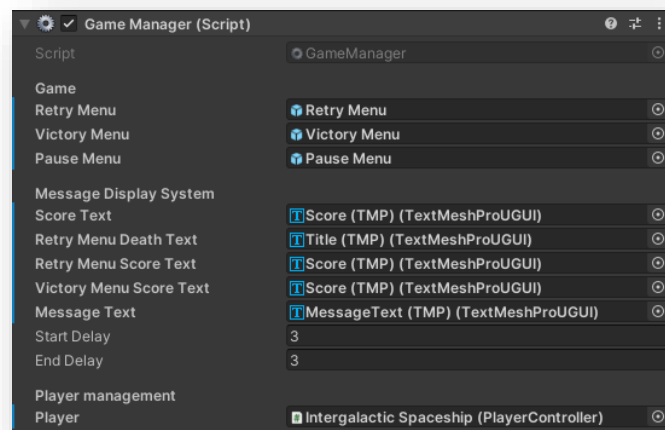 Game Manager (Script)
Script GameManager
Game
Retry Menu Retry Menu
Victory Menu Victory Menu
Pause Menu Pause Menu
Message Display System
Score Text Score (TMP) (TextMeshProUGUI)
Retry Menu Death Text Title (TMP) (TextMeshProUGUI)
Retry Menu Score Text Score (TMP) (TextMeshProUGUI)
Victory Menu Score Text Score (TMP) (TextMeshProUGUI)
Message Text MessageText (TMP) (TextMeshProUGUI)
Start Delay 3
End Delay 3
Player management
Player Intergalactic Spaceship (PlayerController)